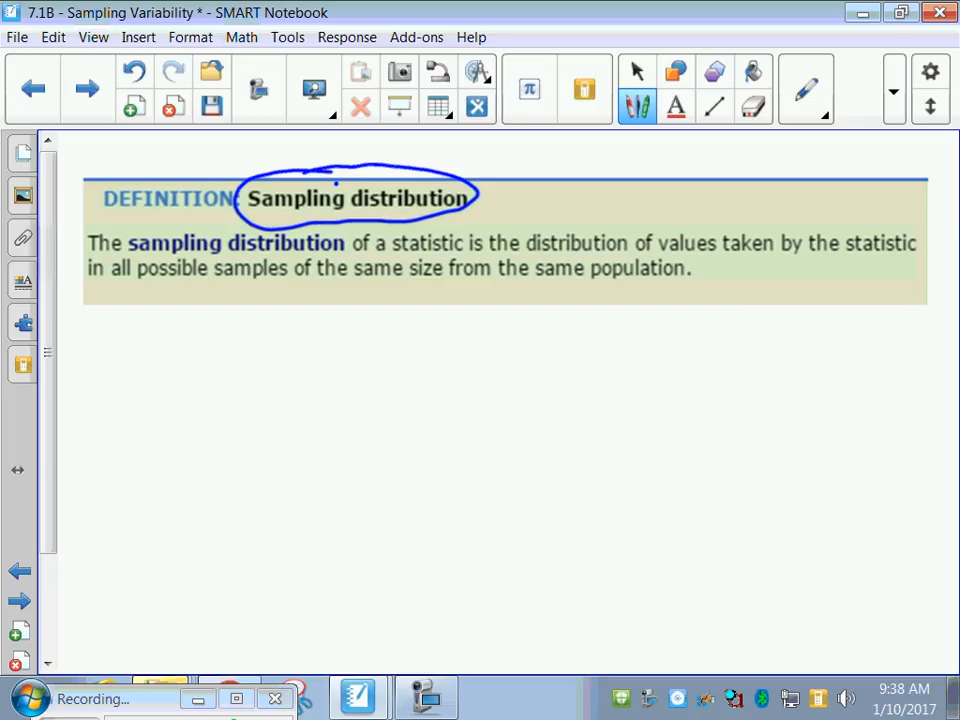 7.1B - Sampling Variability * - SMART Notebook
File Edit View Insert Format Math Tools Response Add-ons Help
π
A
DEFINITION: Sampling distribution
The sampling distribution of a statistic is the distribution of values taken by the statistic
in all possible samples of the same size from the same population.
Recording...
9:38 AM
1/10/2017